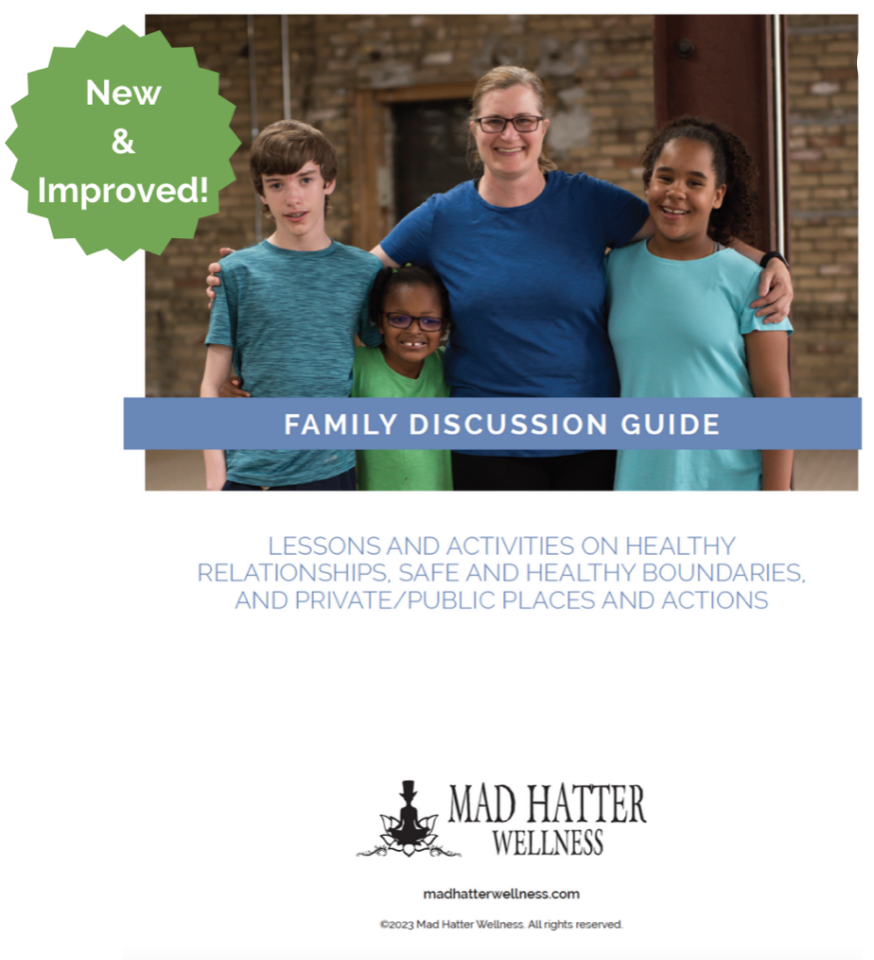 New
&
Improved!
FAMILY DISCUSSION GUIDE
LESSONS AND ACTIVITIES ON HEALTHY
RELATIONSHIPS, SAFE AND HEALTHY BOUNDARIES,
AND PRIVATE/PUBLIC PLACES AND ACTIONS
MAD HATTER
WELLNESS
madhatterwellness.com
©2023 Mad Hatter Wellness. All rights reserved.